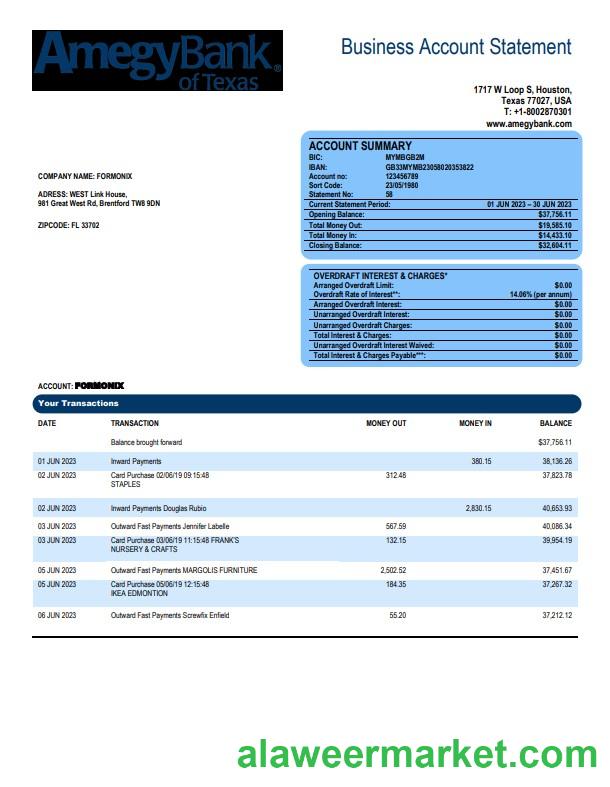 AmegyBank®
of Texas
Business Account Statement
1717 W Loop S, Houston,
Texas 77027, USA
T: +1-8002870301
www.amegybank.com
COMPANY NAME: FORMONIX
ADRESS: WEST Link House,
981 Great West Rd, Brentford TW8 9DN
ZIPCODE: FL 33702
ACCOUNT SUMMARY
BIC: MYMBGB2M
IBAN: GB33MYMB23058020353822
Account no: 123456789
Sort Code: 23/05/1980
Statement No: 58
Current Statement Period: 01 JUN 2023 – 30 JUN 2023
Opening Balance: $37,756.11
Total Money Out: $19,585.10
Total Money In: $14,433.10
Closing Balance: $32,604.11
OVERDRAFT INTEREST & CHARGES*
Arranged Overdraft Limit: $0.00
Overdraft Rate of Interest**: 14.06% (per annum)
Arranged Overdraft Interest: $0.00
Unarranged Overdraft Interest: $0.00
Unarranged Overdraft Charges: $0.00
Total Interest & Charges: $0.00
Unarranged Overdraft Interest Waived: $0.00
Total Interest & Charges Payable***: $0.00
ACCOUNT: FORMONIX
Your Transactions
DATE TRANSACTION MONEY OUT MONEY IN BALANCE
Balance brought forward $37,756.11
01 JUN 2023 Inward Payments 380.15 38,136.26
02 JUN 2023 Card Purchase 02/06/19 09:15:48 312.48 37,823.78
STAPLES
02 JUN 2023 Inward Payments Douglas Rubio 2,830.15 40,653.93
03 JUN 2023 Outward Fast Payments Jennifer Labelle 567.59 40,086.34
03 JUN 2023 Card Purchase 03/06/19 11:15:48 FRANK'S 132.15 39,954.19
NURSERY & CRAFTS
05 JUN 2023 Outward Fast Payments MARGOLIS FURNITURE 2,502.52 37,451.67
05 JUN 2023 Card Purchase 05/06/19 12:15:48 184.35 37,267.32
IKEA EDMONTION
06 JUN 2023 Outward Fast Payments Screwfix Enfield 55.20 37,212.12
alaweermarket.com